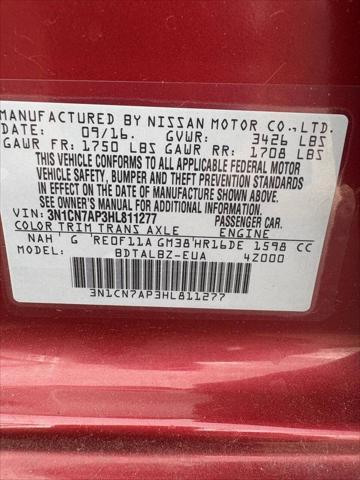 MANUFACTURED BY NISSAN MOTOR CO.,LTD.
DATE: 09/16. GVWR: 3426 LBS
GAWR FR: 1750 LBS GAWR RR: 1708 LBS
THIS VEHICLE CONFORMS TO ALL APPLICABLE FEDERAL MOTOR
VEHICLE SAFETY, BUMPER AND THEFT PREVENTION STANDARDS
IN EFFECT ON THE DATE OF MANUFACTURE SHOWN ABOVE.
SEE OWNER'S MANUAL FOR ADDITIONAL INFORMATION.
VIN: 3N1CN7AP3HL811277 PASSENGER CAR.
COLOR TRIM TRANS AXLE ENGINE
NAH G RE0F11A GM38 HR16DE 1598 CC
MODEL: BDTALBZ-EUA 4Z000
3N1CN7AP3HL811277